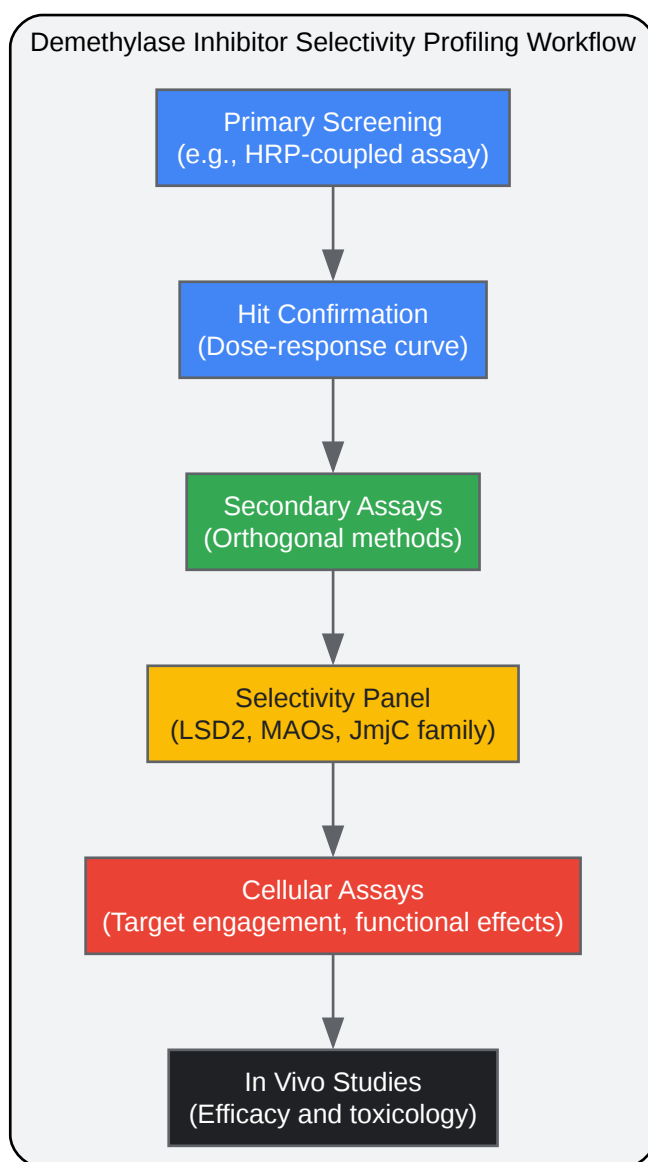 Demethylase Inhibitor Selectivity Profiling Workflow
Primary Screening
(e.g., HRP-coupled assay)
Hit Confirmation
(Dose-response curve)
Secondary Assays
(Orthogonal methods)
Selectivity Panel
(LSD2, MAOs, JmjC family)
Cellular Assays
(Target engagement, functional effects)
In Vivo Studies
(Efficacy and toxicology)